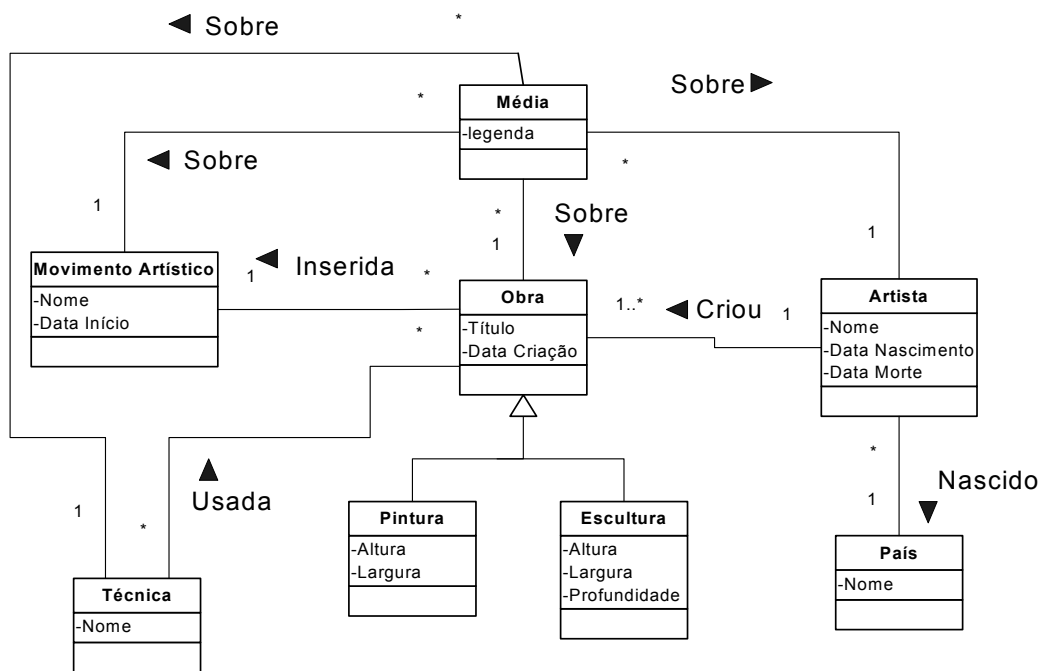 ◄ Sobre
*
Média
-legenda
Sobre ►
*
◄ Sobre
*
1
*
1
Sobre
▼
1
Movimento Artístico
-Nome
-Data Início
1
◄ Inserida
*
Obra
-Título
-Data Criação
*
1..*
◄ Criou
1
Artista
-Nome
-Data Nascimento
-Data Morte
▲
Usada
1
*
Técnica
-Nome
Pintura
-Altura
-Largura
Escultura
-Altura
-Largura
-Profundidade
*
1
Nascido
▼
País
-Nome